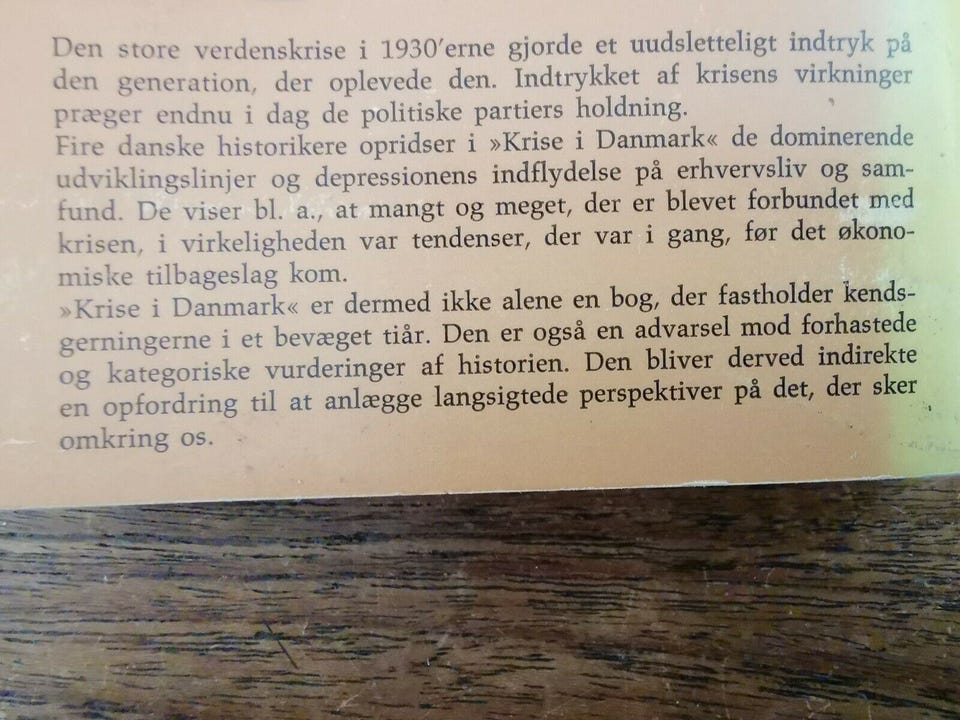 Den store verdenskrise i 1930'erne gjorde et uudsletteligt indtryk på
den generation, der oplevede den. Indtrykket af krisens virkninger
præger endnu i dag de politiske partiers holdning.
Fire danske historikere opridser i »Krise i Danmark« de dominerende
udviklingslinjer og depressionens indflydelse på erhvervsliv og sam-
fund. De viser bl. a., at mangt og meget, der er blevet forbundet med
krisen, i virkeligheden var tendenser, der var i gang, før det økono-
miske tilbageslag kom.
»Krise i Danmark« er dermed ikke alene en bog, der fastholder kends-
gerningerne i et bevæget tiår. Den er også en advarsel mod forhastede
og kategoriske vurderinger af historien. Den bliver derved indirekte
en opfordring til at anlægge langsigtede perspektiver på det, der sker
omkring os.